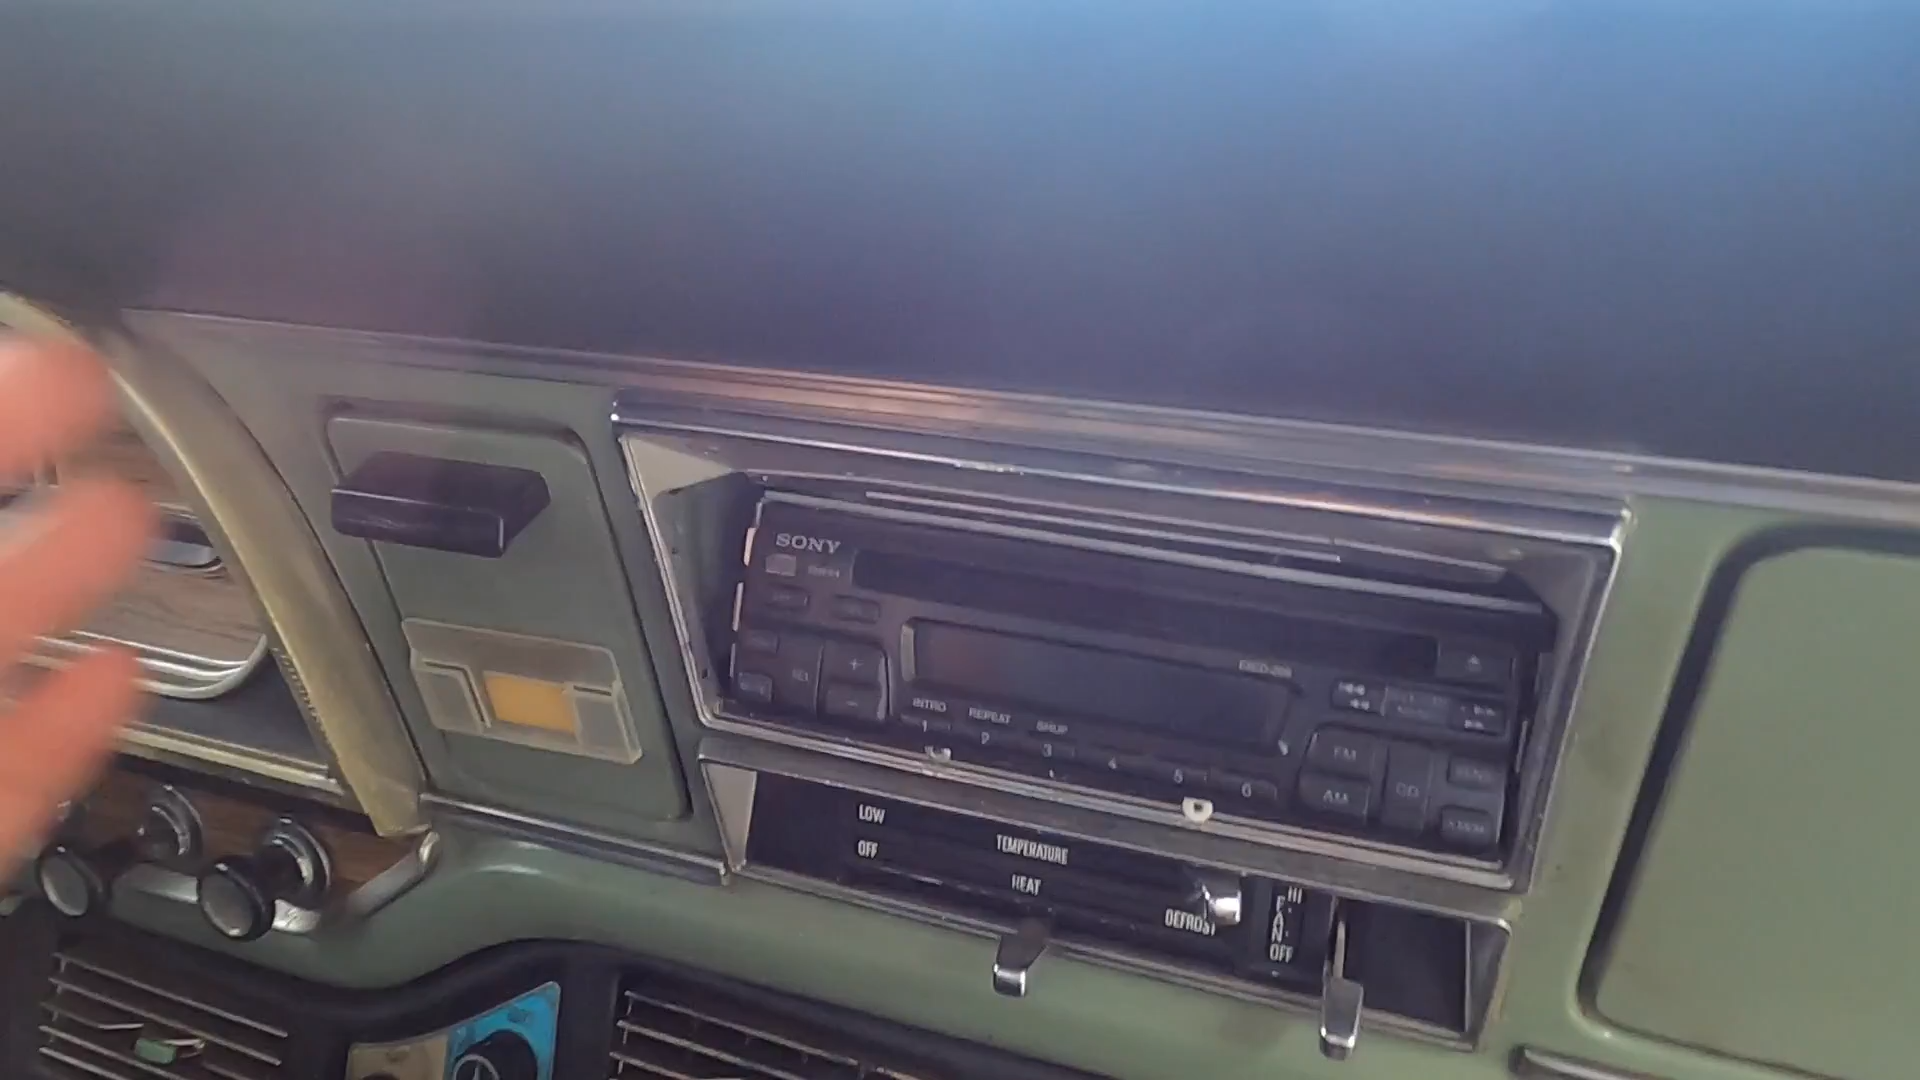 SONY
INTRO
REPEAT
SHUF
1
2
3
4
5
6
FM
AM
CD
LOW
OFF
TEMPERATURE
HEAT
DEFROST
HI
FAN
OFF